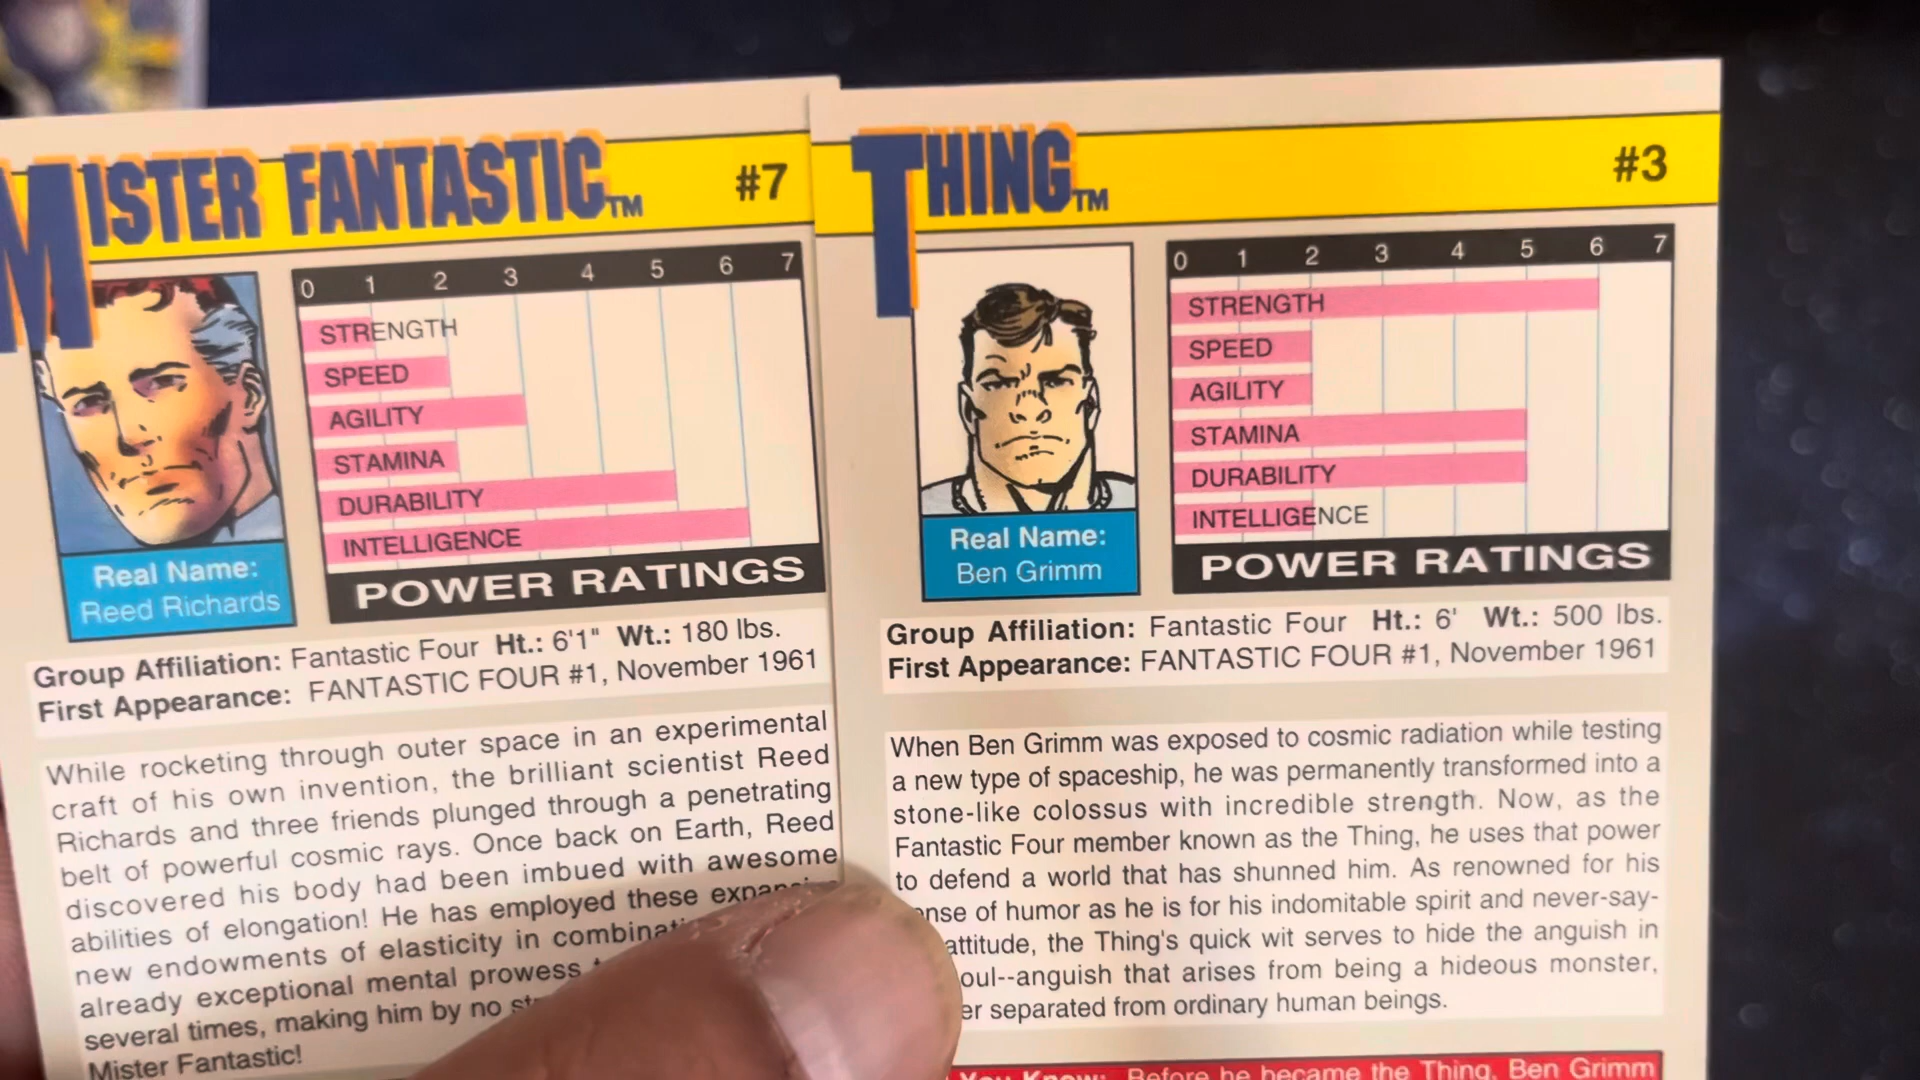 MISTER FANTASTIC™ #7
0 1 2 3 4 5 6 7
STRENGTH
SPEED
AGILITY
STAMINA
DURABILITY
INTELLIGENCE
POWER RATINGS
Real Name:
Reed Richards
Group Affiliation: Fantastic Four Ht.: 6'1" Wt.: 180 lbs.
First Appearance: FANTASTIC FOUR #1, November 1961
While rocketing through outer space in an experimental
craft of his own invention, the brilliant scientist Reed
Richards and three friends plunged through a penetrating
belt of powerful cosmic rays. Once back on Earth, Reed
discovered his body had been imbued with awesome
abilities of elongation! He has employed these
new endowments of elasticity in
already exceptional mental prowess
several times, making him by no
Mister Fantastic!
THING™ #3
0 1 2 3 4 5 6 7
STRENGTH
SPEED
AGILITY
STAMINA
DURABILITY
INTELLIGENCE
POWER RATINGS
Real Name:
Ben Grimm
Group Affiliation: Fantastic Four Ht.: 6' Wt.: 500 lbs.
First Appearance: FANTASTIC FOUR #1, November 1961
When Ben Grimm was exposed to cosmic radiation while testing
a new type of spaceship, he was permanently transformed into a
stone-like colossus with incredible strength. Now, as the
Fantastic Four member known as the Thing, he uses that power
to defend a world that has shunned him. As renowned for his
of humor as he is for his indomitable spirit and never-say-
attitude, the Thing's quick wit serves to hide the anguish in
anguish that arises from being a hideous monster,
separated from ordinary human beings.
You Know: Before he became the Thing, Ben Grimm